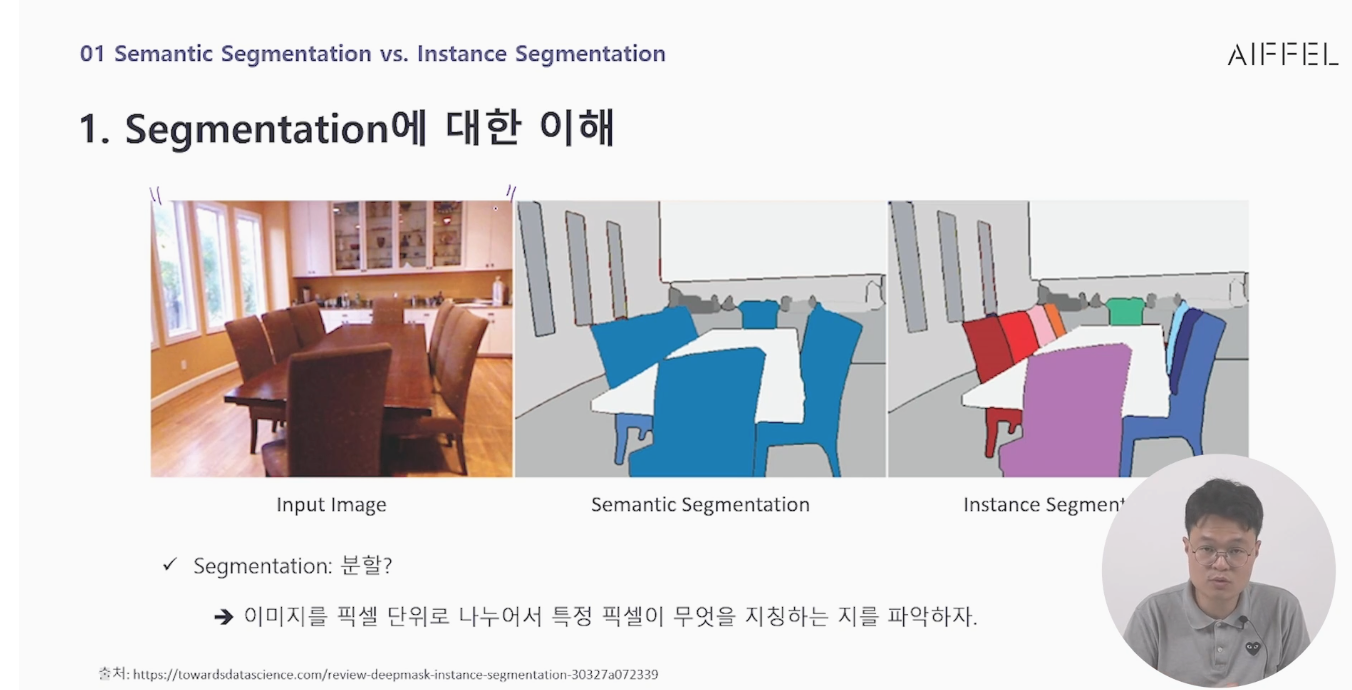 01 Semantic Segmentation vs. Instance Segmentation
AIFFEL
1. Segmentation에 대한 이해
Input Image
Semantic Segmentation
Instance
✓ Segmentation: 분할?
➔ 이미지를 픽셀 단위로 나누어서 특정 픽셀이 무엇을 지칭하는 지를 파악하자.
출처: https://towardsdatascience.com/review-deepmask-instance-segmentation-30327a072339